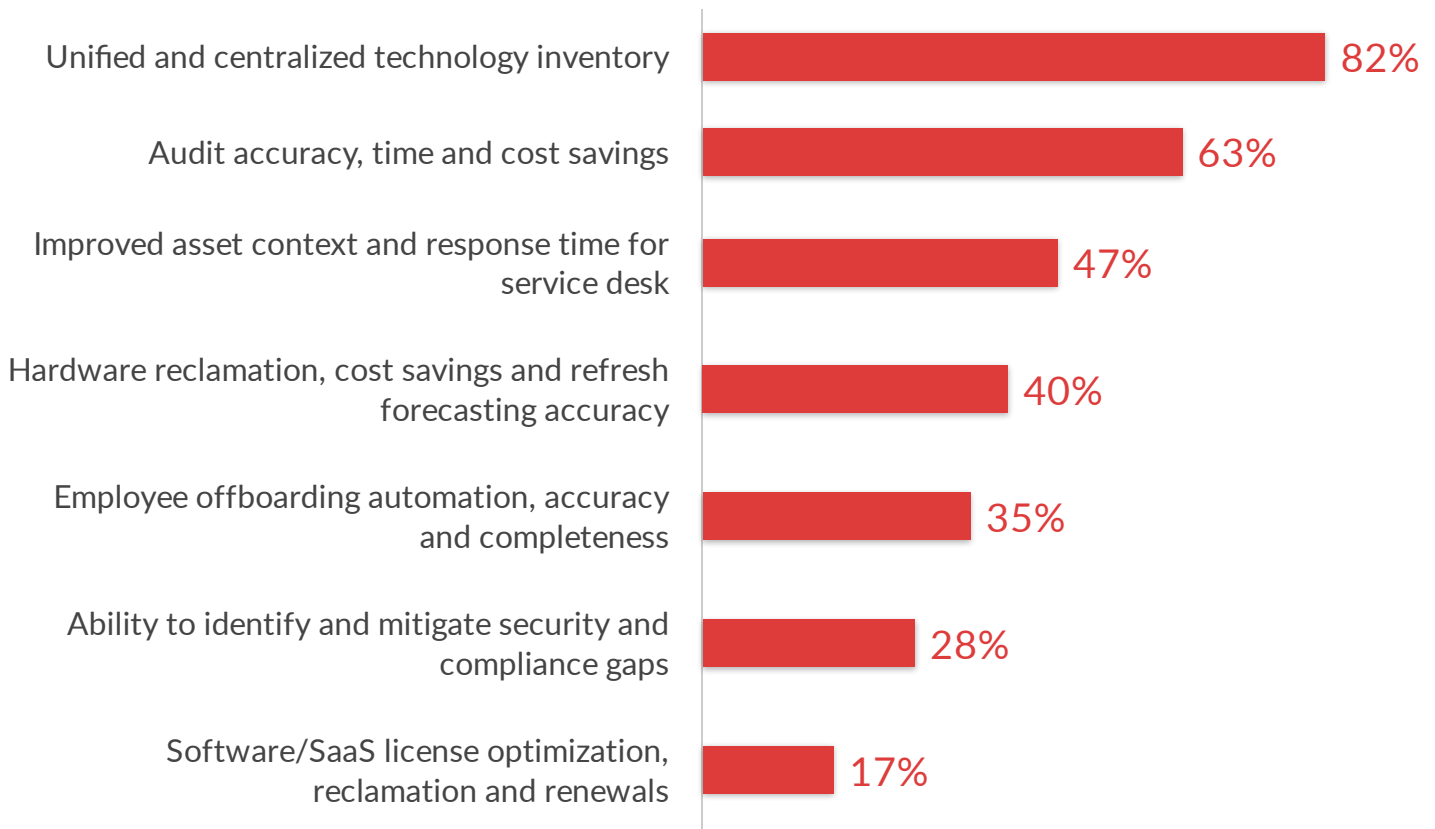 Unified and centralized technology inventory
82%
Audit accuracy, time and cost savings
63%
Improved asset context and response time for
service desk
47%
Hardware reclamation, cost savings and refresh
forecasting accuracy
40%
Employee offboarding automation, accuracy
and completeness
35%
Ability to identify and mitigate security and
compliance gaps
28%
Software/SaaS license optimization,
reclamation and renewals
17%